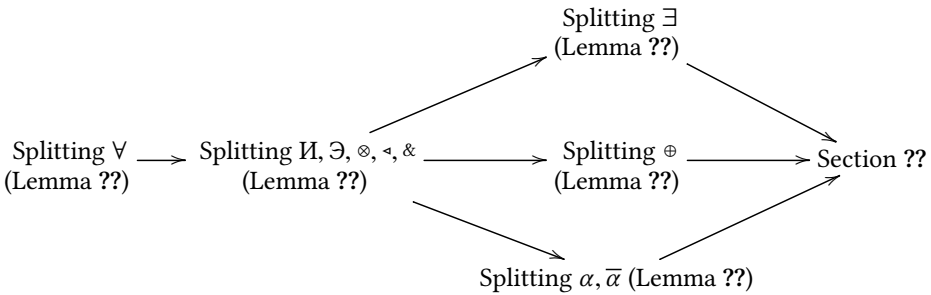 Splitting ∃
(Lemma ??)
Splitting ∀
(Lemma ??)
Splitting И, Э, ⊗, ◃, &
(Lemma ??)
Splitting ⊕
(Lemma ??)
Section ??
Splitting α, α̅ (Lemma ??)